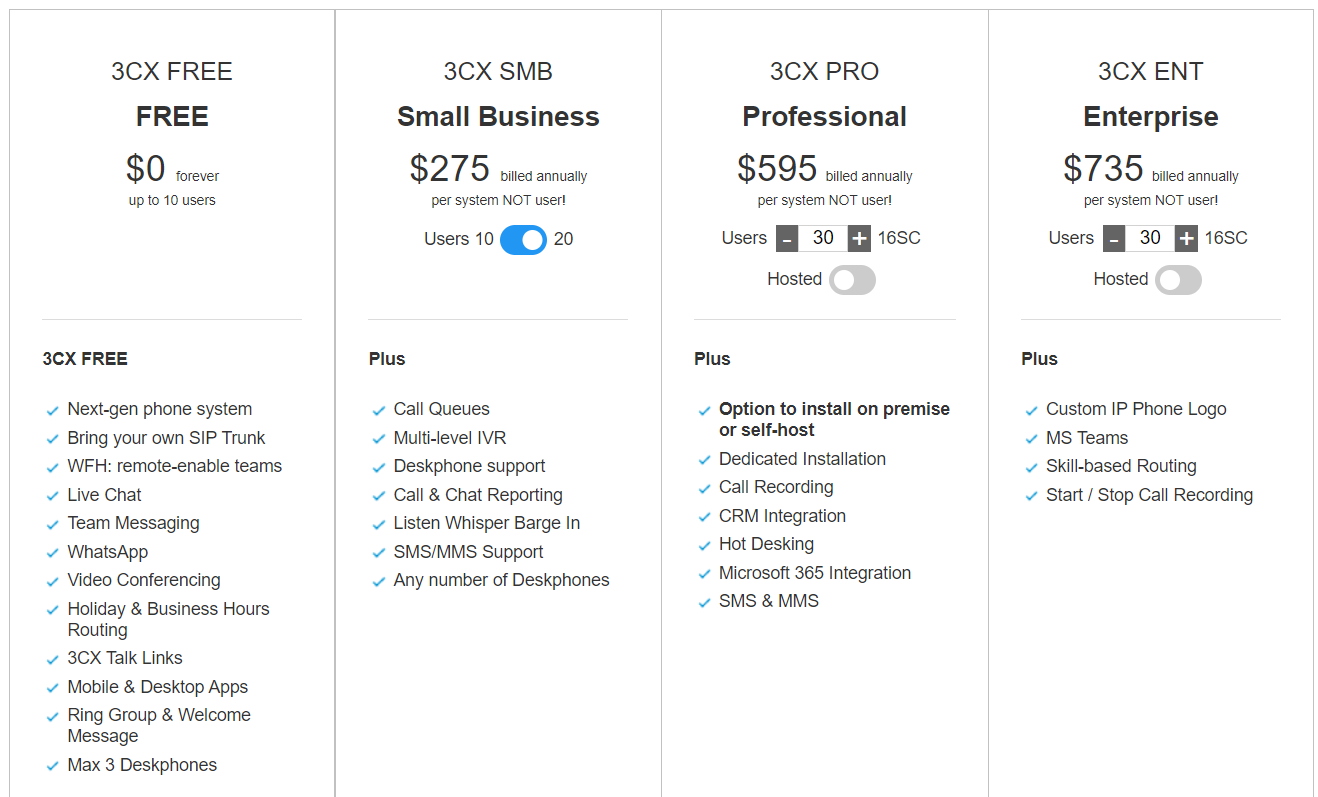 3CX FREE
FREE
$0 forever
up to 10 users
3CX FREE
Next-gen phone system
Bring your own SIP Trunk
WFH: remote-enable teams
Live Chat
Team Messaging
WhatsApp
Video Conferencing
Holiday & Business Hours
Routing
3CX Talk Links
Mobile & Desktop Apps
Ring Group & Welcome
Message
Max 3 Deskphones
3CX SMB
Small Business
$275 billed annually
per system NOT user!
Users 10 20
Plus
Call Queues
Multi-level IVR
Deskphone support
Call & Chat Reporting
Listen Whisper Barge In
SMS/MMS Support
Any number of Deskphones
3CX PRO
Professional
$595 billed annually
per system NOT user!
Users - 30 + 16SC
Hosted
Plus
Option to install on premise
or self-host
Dedicated Installation
Call Recording
CRM Integration
Hot Desking
Microsoft 365 Integration
SMS & MMS
3CX ENT
Enterprise
$735 billed annually
per system NOT user!
Users - 30 + 16SC
Hosted
Plus
Custom IP Phone Logo
MS Teams
Skill-based Routing
Start / Stop Call Recording